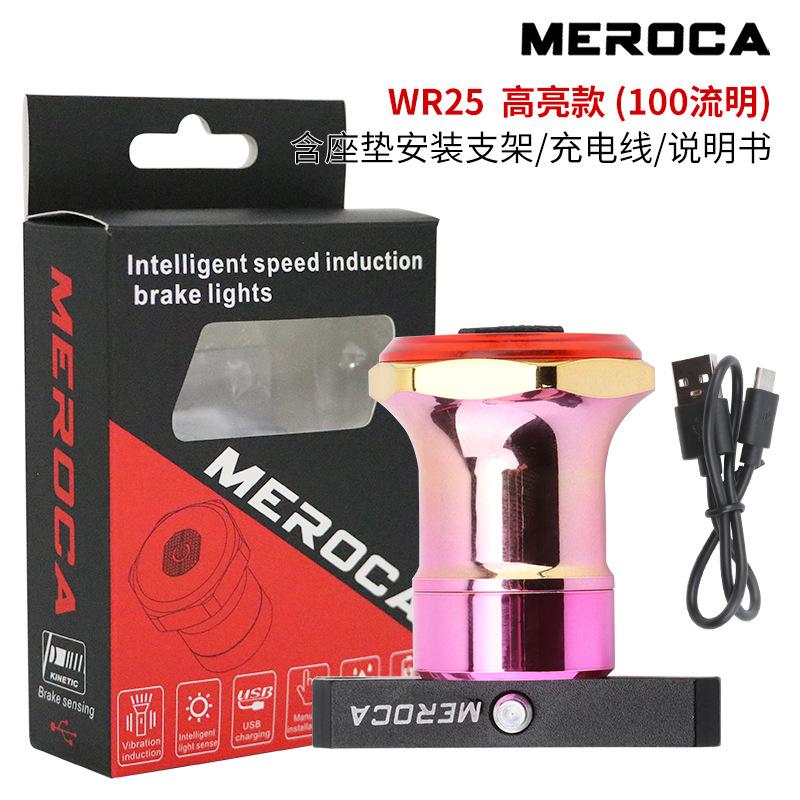 MEROCA
WR25 高亮款 (100流明)
含座垫安装支架/充电线/说明书
Intelligent speed induction
brake lights
MEROCA
MEROCA
KINETIC
Brake sensing
Vibration
induction
Intelligent
light sense
USB
USB
charging
MEROCA